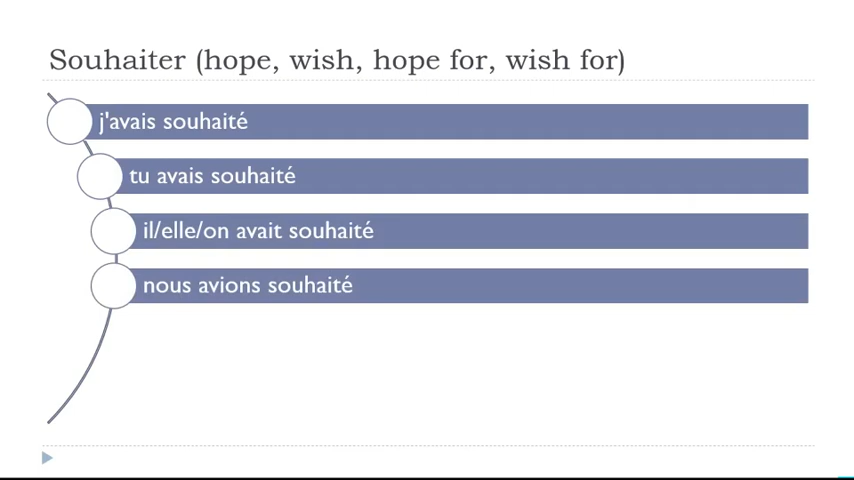 Souhaiter (hope, wish, hope for, wish for)
j'avais souhaité
tu avais souhaité
il/elle/on avait souhaité
nous avions souhaité